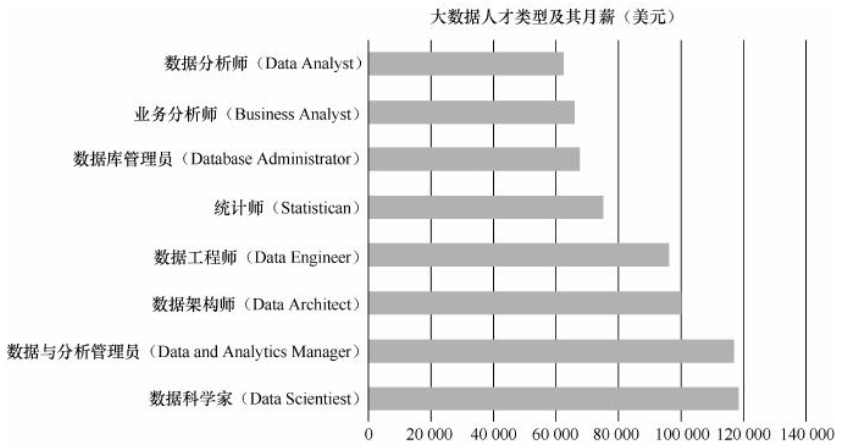 大数据人才类型及其月薪（美元）
数据分析师（Data Analyst）
业务分析师（Business Analyst）
数据库管理员（Database Administrator）
统计师（Statistican）
数据工程师（Data Engineer）
数据架构师（Data Architect）
数据与分析管理员（Data and Analytics Manager）
数据科学家（Data Scientiest）
0 20 000 40 000 60 000 80 000 100 000 120 000 140 000